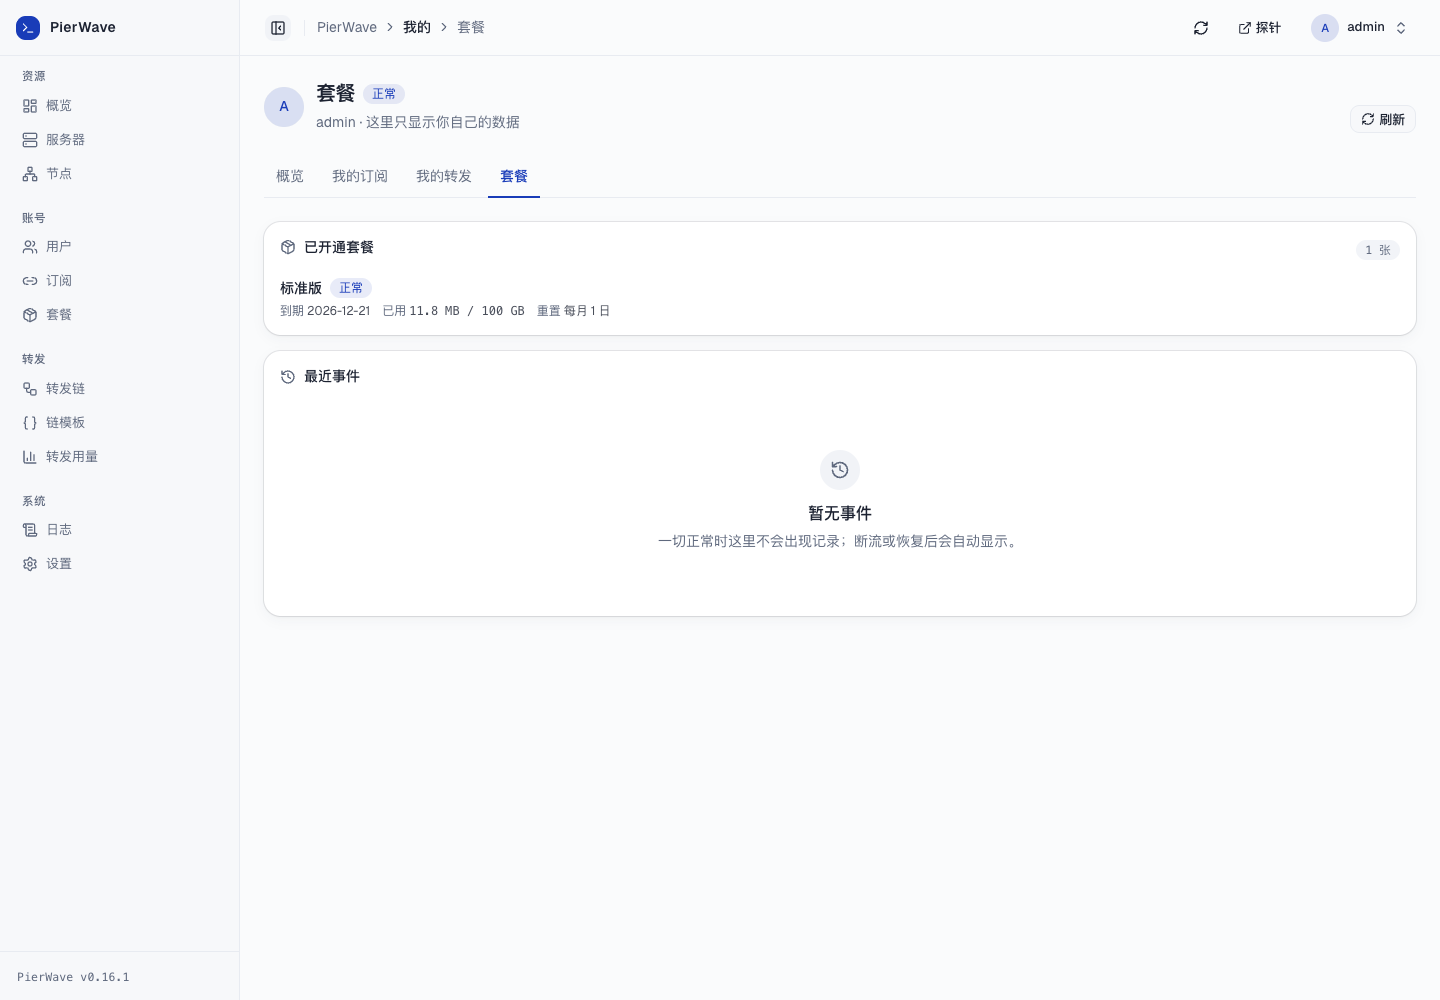 PierWave
PierWave > 我的 > 套餐
探针
A
admin
资源
概览
服务器
节点
账号
用户
订阅
套餐
转发
转发链
链模板
转发用量
系统
日志
设置
PierWave v0.16.1
A
套餐 正常
admin · 这里只显示你自己的数据
刷新
概览 我的订阅 我的转发 套餐
已开通套餐
1 张
标准版 正常
到期 2026-12-21 已用 11.8 MB / 100 GB 重置 每月 1 日
最近事件
暂无事件
一切正常时这里不会出现记录；断流或恢复后会自动显示。